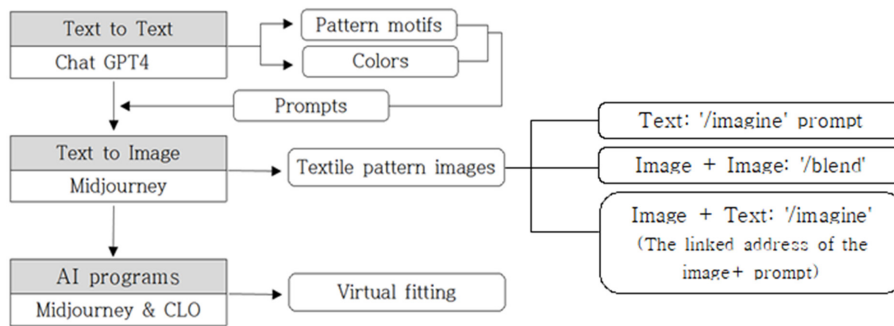 Text to Text
Chat GPT4
Pattern motifs
Colors
Prompts
Text to Image
Midjourney
Textile pattern images
Text: '/imagine' prompt
Image + Image: '/blend'
Image + Text: '/imagine'
(The linked address of the
image+ prompt)
AI programs
Midjourney & CLO
Virtual fitting